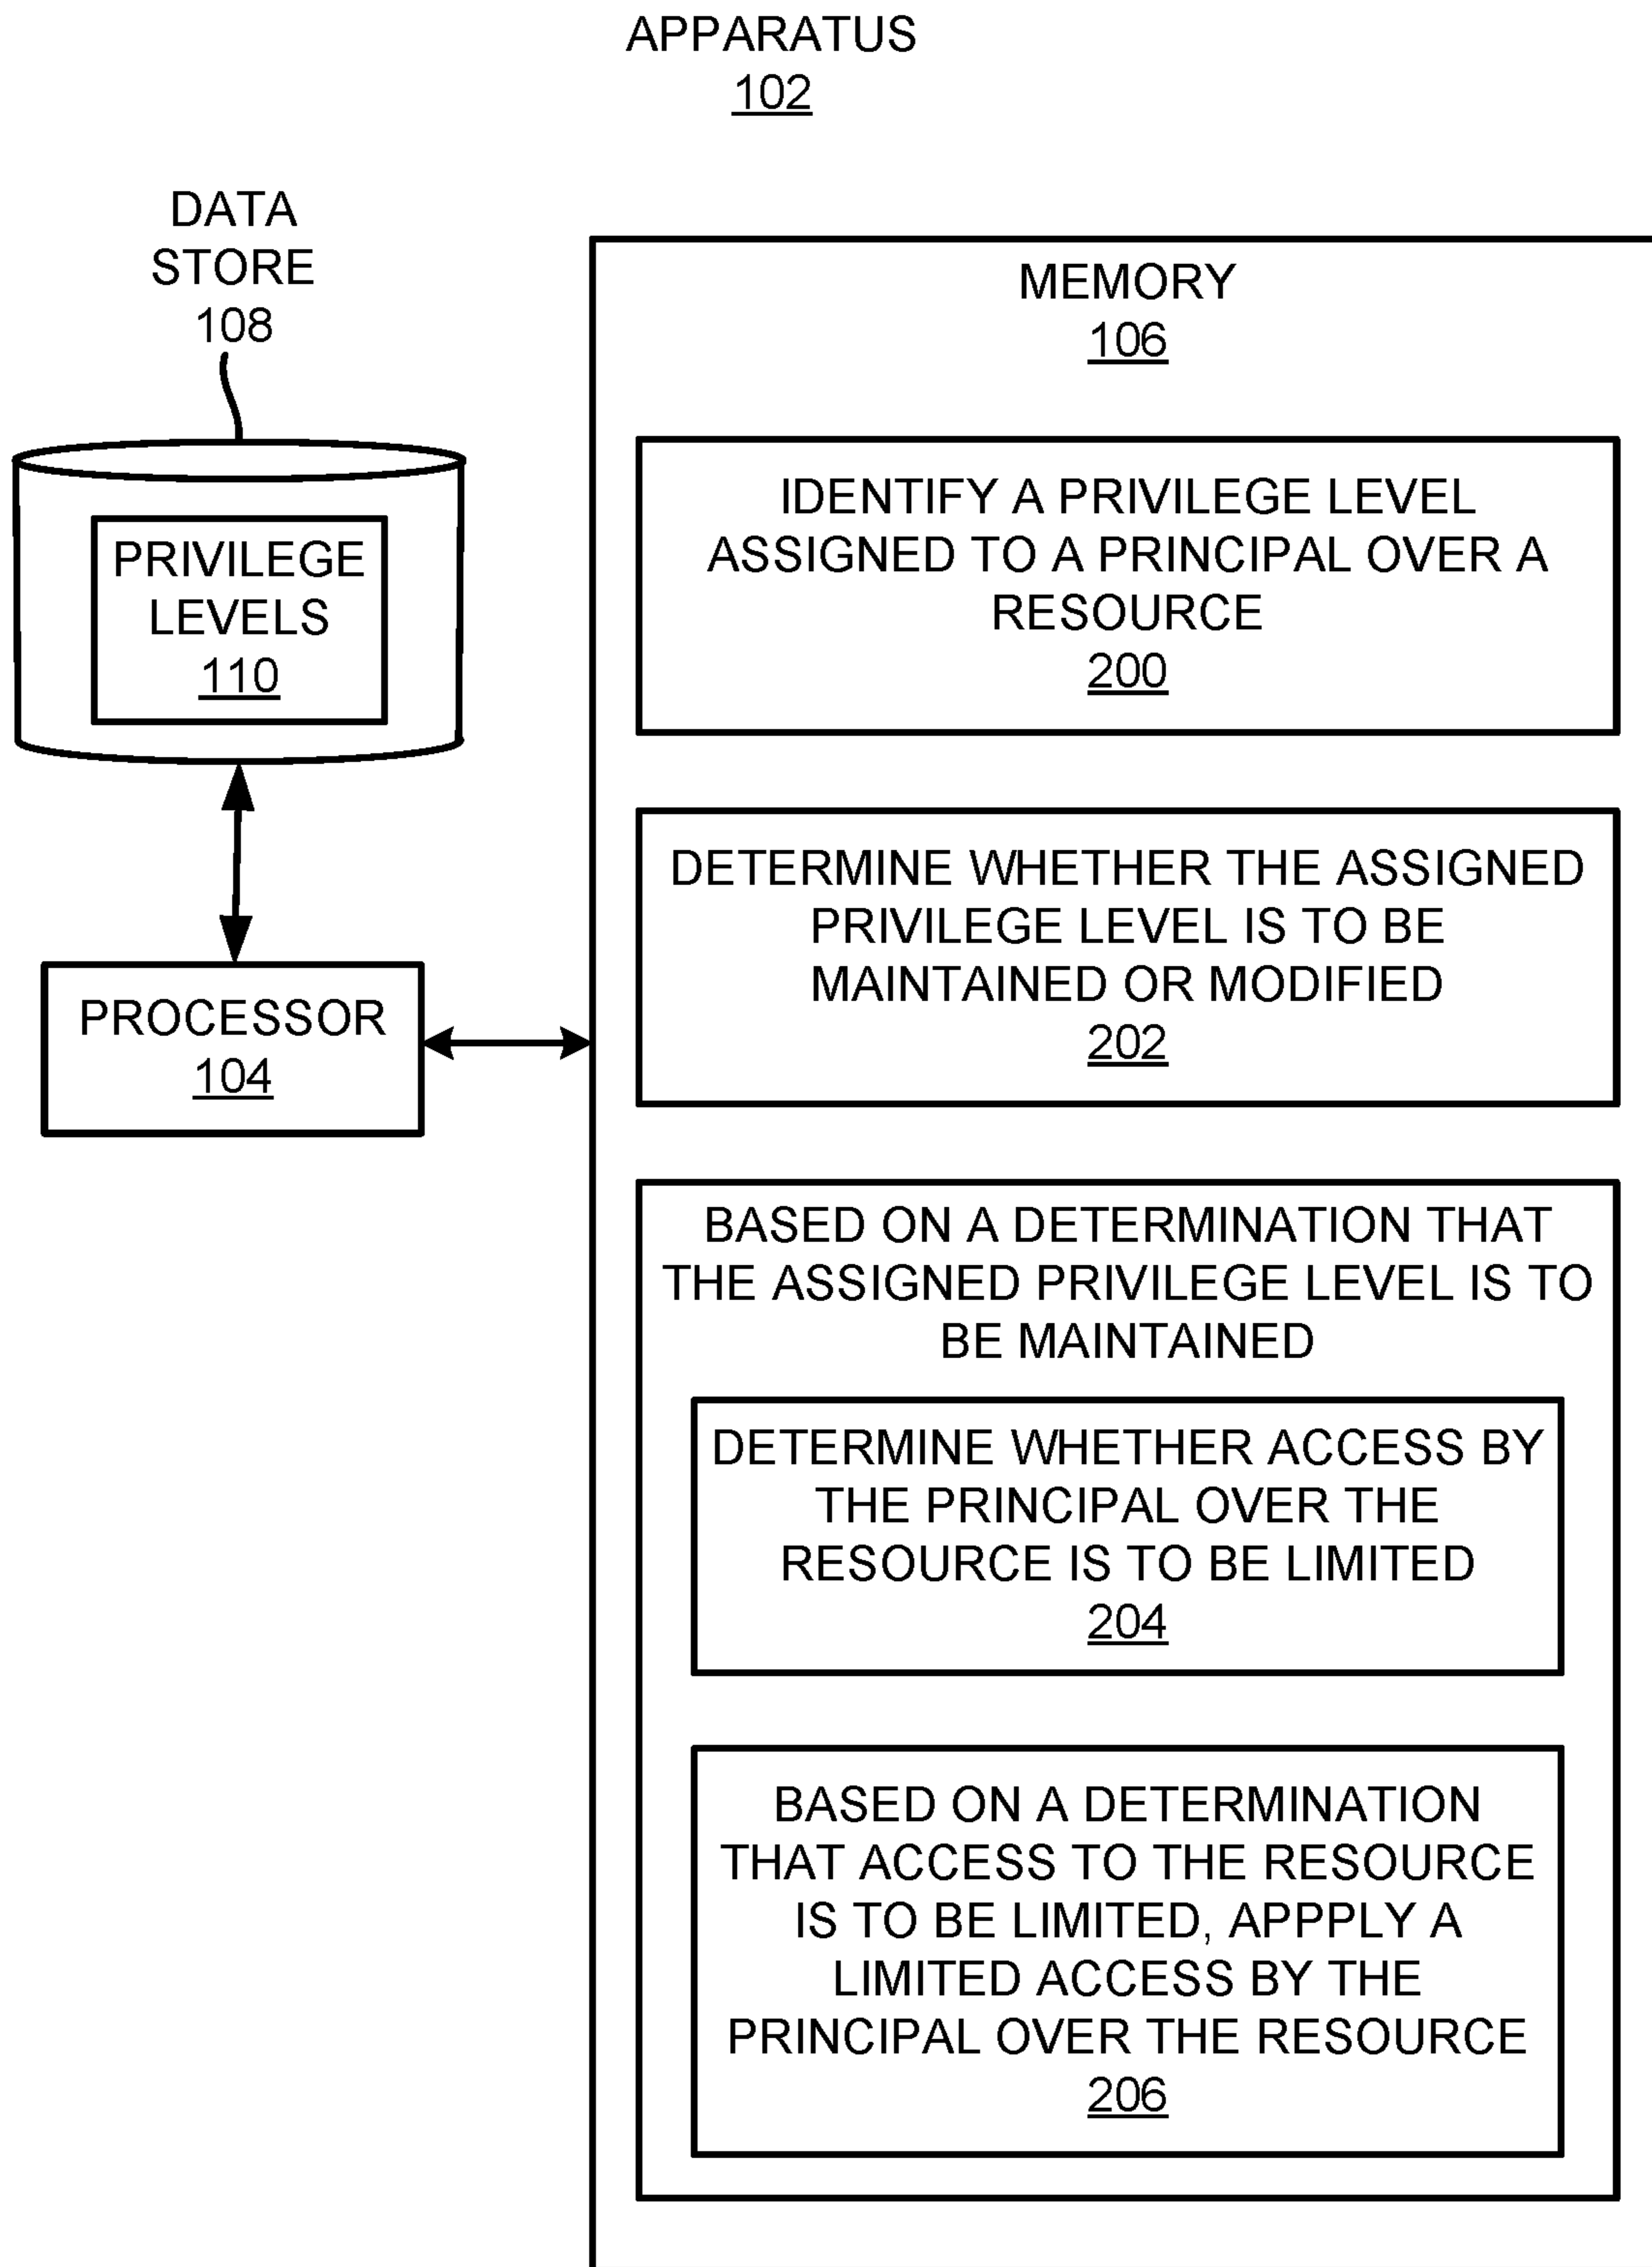 APPARATUS
102
DATA
STORE
108
PRIVILEGE
LEVELS
110
PROCESSOR
104
MEMORY
106
IDENTIFY A PRIVILEGE LEVEL
ASSIGNED TO A PRINCIPAL OVER A
RESOURCE
200
DETERMINE WHETHER THE ASSIGNED
PRIVILEGE LEVEL IS TO BE
MAINTAINED OR MODIFIED
202
BASED ON A DETERMINATION THAT
THE ASSIGNED PRIVILEGE LEVEL IS TO
BE MAINTAINED
DETERMINE WHETHER ACCESS BY
THE PRINCIPAL OVER THE
RESOURCE IS TO BE LIMITED
204
BASED ON A DETERMINATION
THAT ACCESS TO THE RESOURCE
IS TO BE LIMITED, APPPLY A
LIMITED ACCESS BY THE
PRINCIPAL OVER THE RESOURCE
206